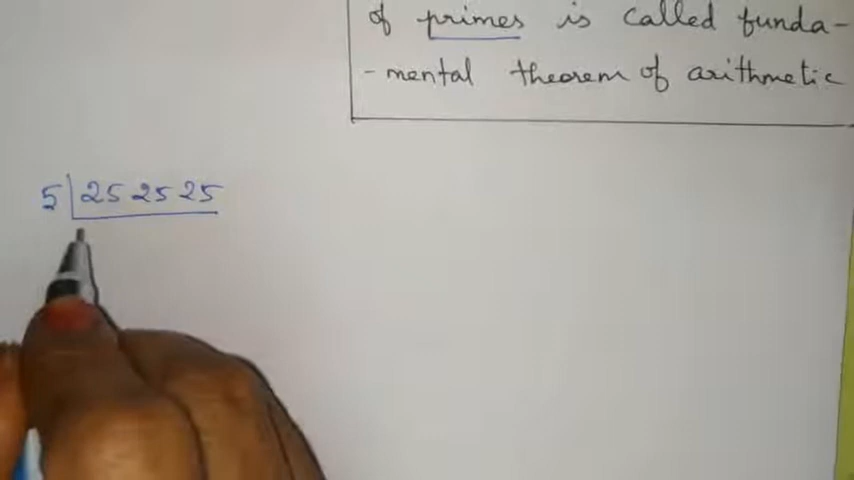 of primes is called funda-
-mental theorem of arithmetic
5 252525